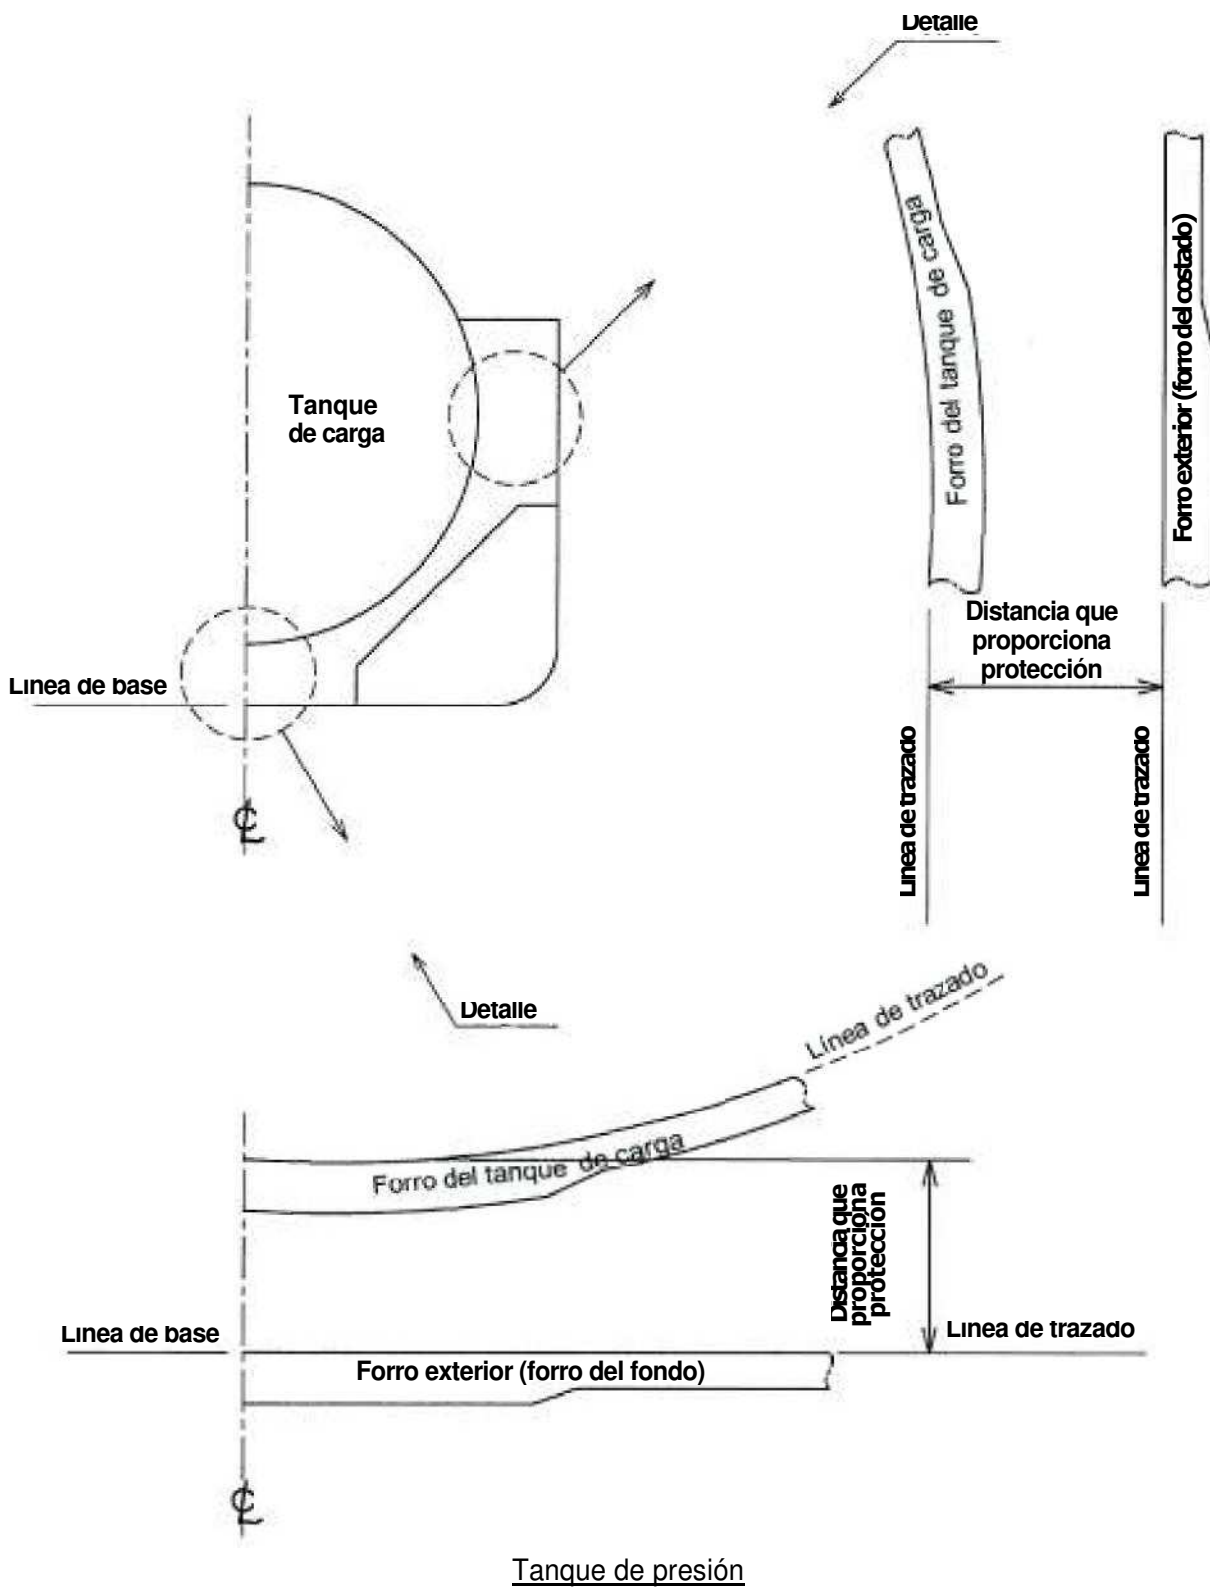 Detalle
Forro del tanque de carga
Forro exterior (forro del costado)
Tanque
de carga
Distancia que
proporciona
protección
Línea de base
Línea de trazado
Línea de trazado
℄
Detalle
Línea de trazado
Forro del tanque de carga
Distancia que
proporciona
protección
Línea de base
Línea de trazado
Forro exterior (forro del fondo)
℄
Tanque de presión